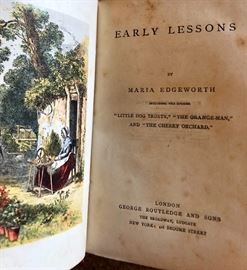 EARLY LESSONS
BY
MARIA EDGEWORTH
INCLUDING THE STORIES
"LITTLE DOG TRUSTY," "THE ORANGE-MAN,"
AND "THE CHERRY ORCHARD,"
LONDON
GEORGE ROUTLEDGE AND SONS
THE BROADWAY, LUDGATE
NEW YORK: 416 BROOME STREET